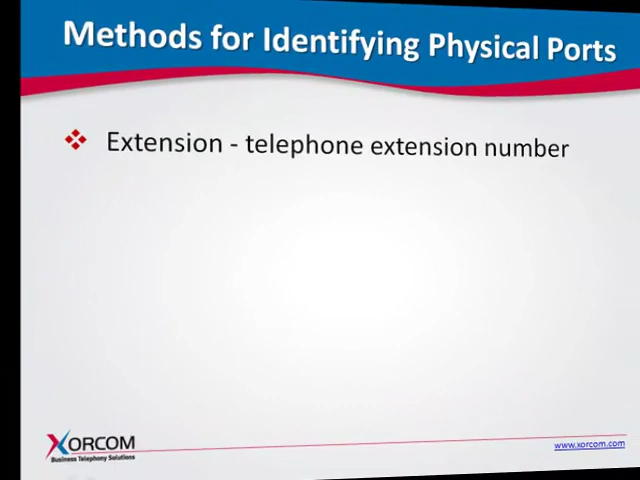 Methods for Identifying Physical Ports
Extension - telephone extension number
XORCOM
Business Telephony Solutions
www.xorcom.com